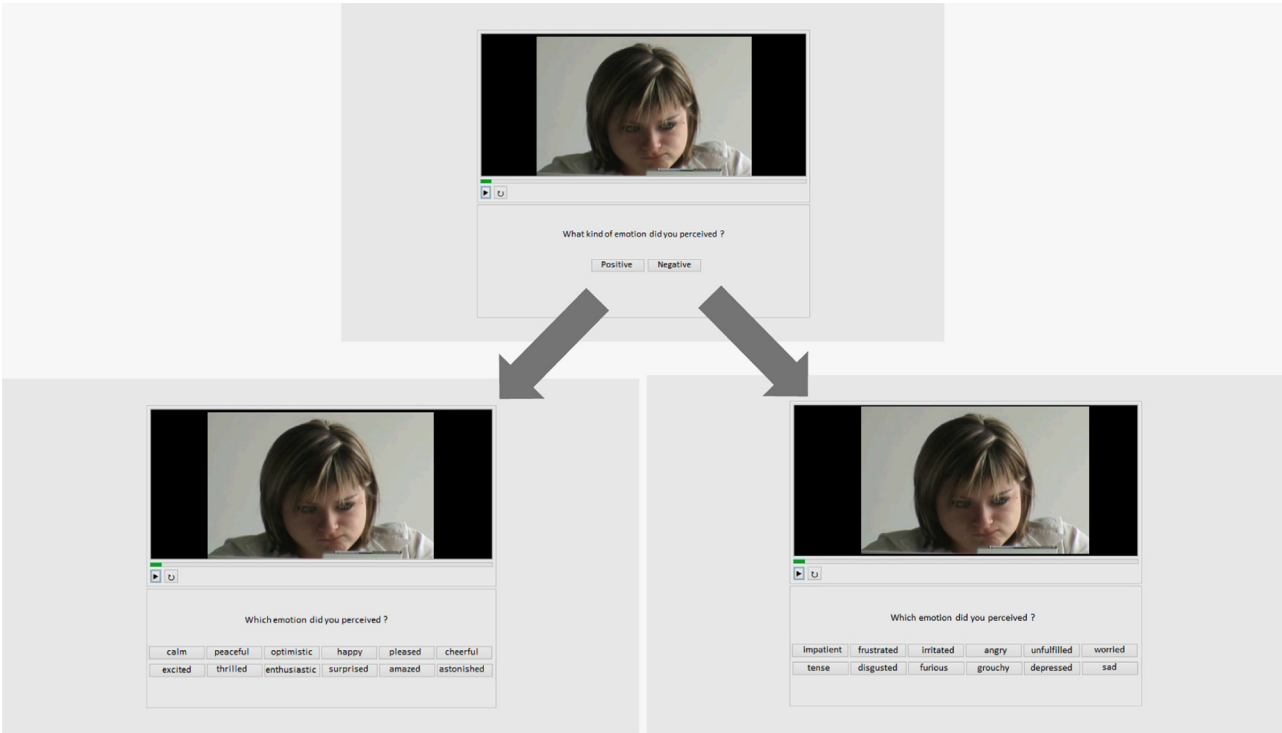 What kind of emotion did you perceived ?
Positive Negative
Which emotion did you perceived ?
calm peaceful optimistic happy pleased cheerful
excited thrilled enthusiastic surprised amazed astonished
Which emotion did you perceived ?
impatient frustrated irritated angry unfulfilled worried
tense disgusted furious grouchy depressed sad